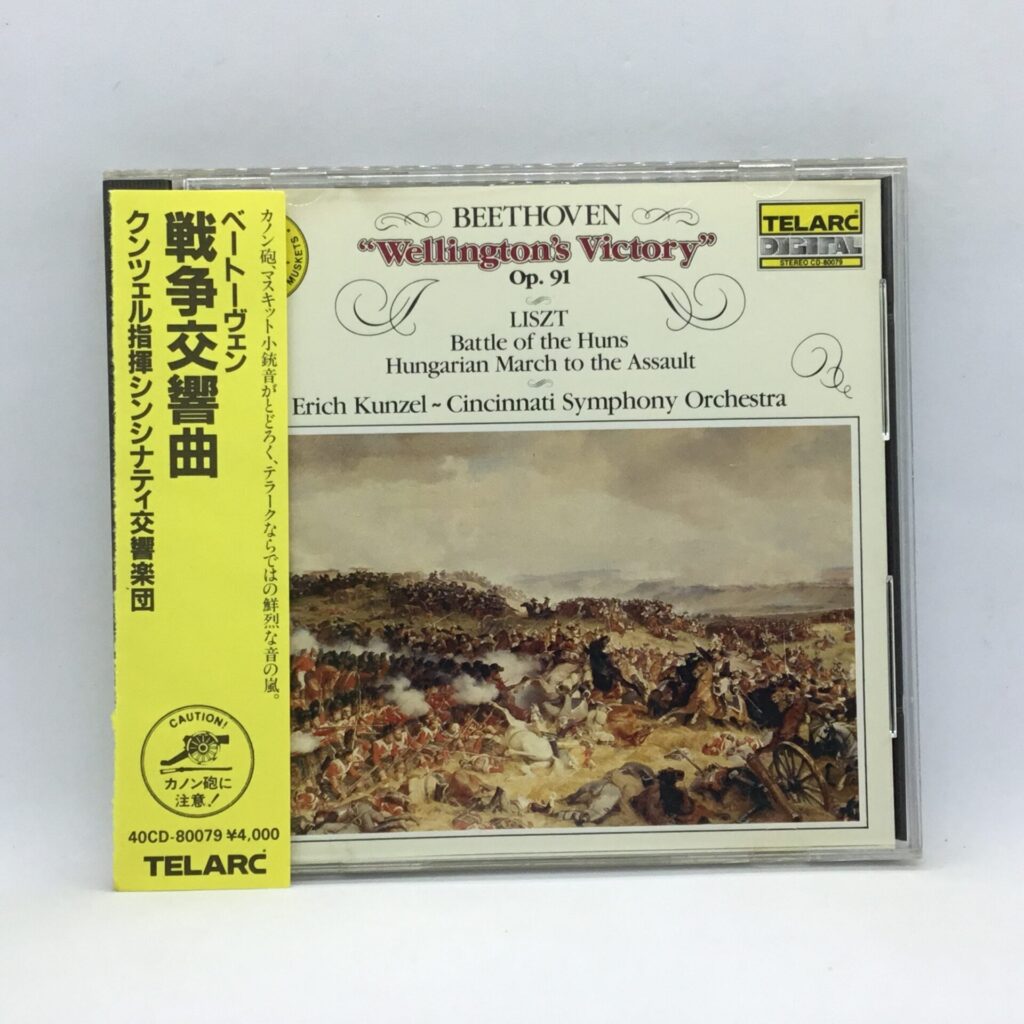 ベートーヴェン
戦争交響曲
クンツェル指揮シンシナティ交響楽団
カノン砲、マスキット小銃音がとどろく、テラークならではの鮮烈な音の嵐。
CAUTION!
カノン砲に
注意!
40CD-80079 ¥4,000
TELARC
MUSKETS
BEETHOVEN
“Wellington's Victory”
Op. 91
LISZT
Battle of the Huns
Hungarian March to the Assault
Erich Kunzel ~ Cincinnati Symphony Orchestra
TELARC
DIGITAL
STEREO CD-80079